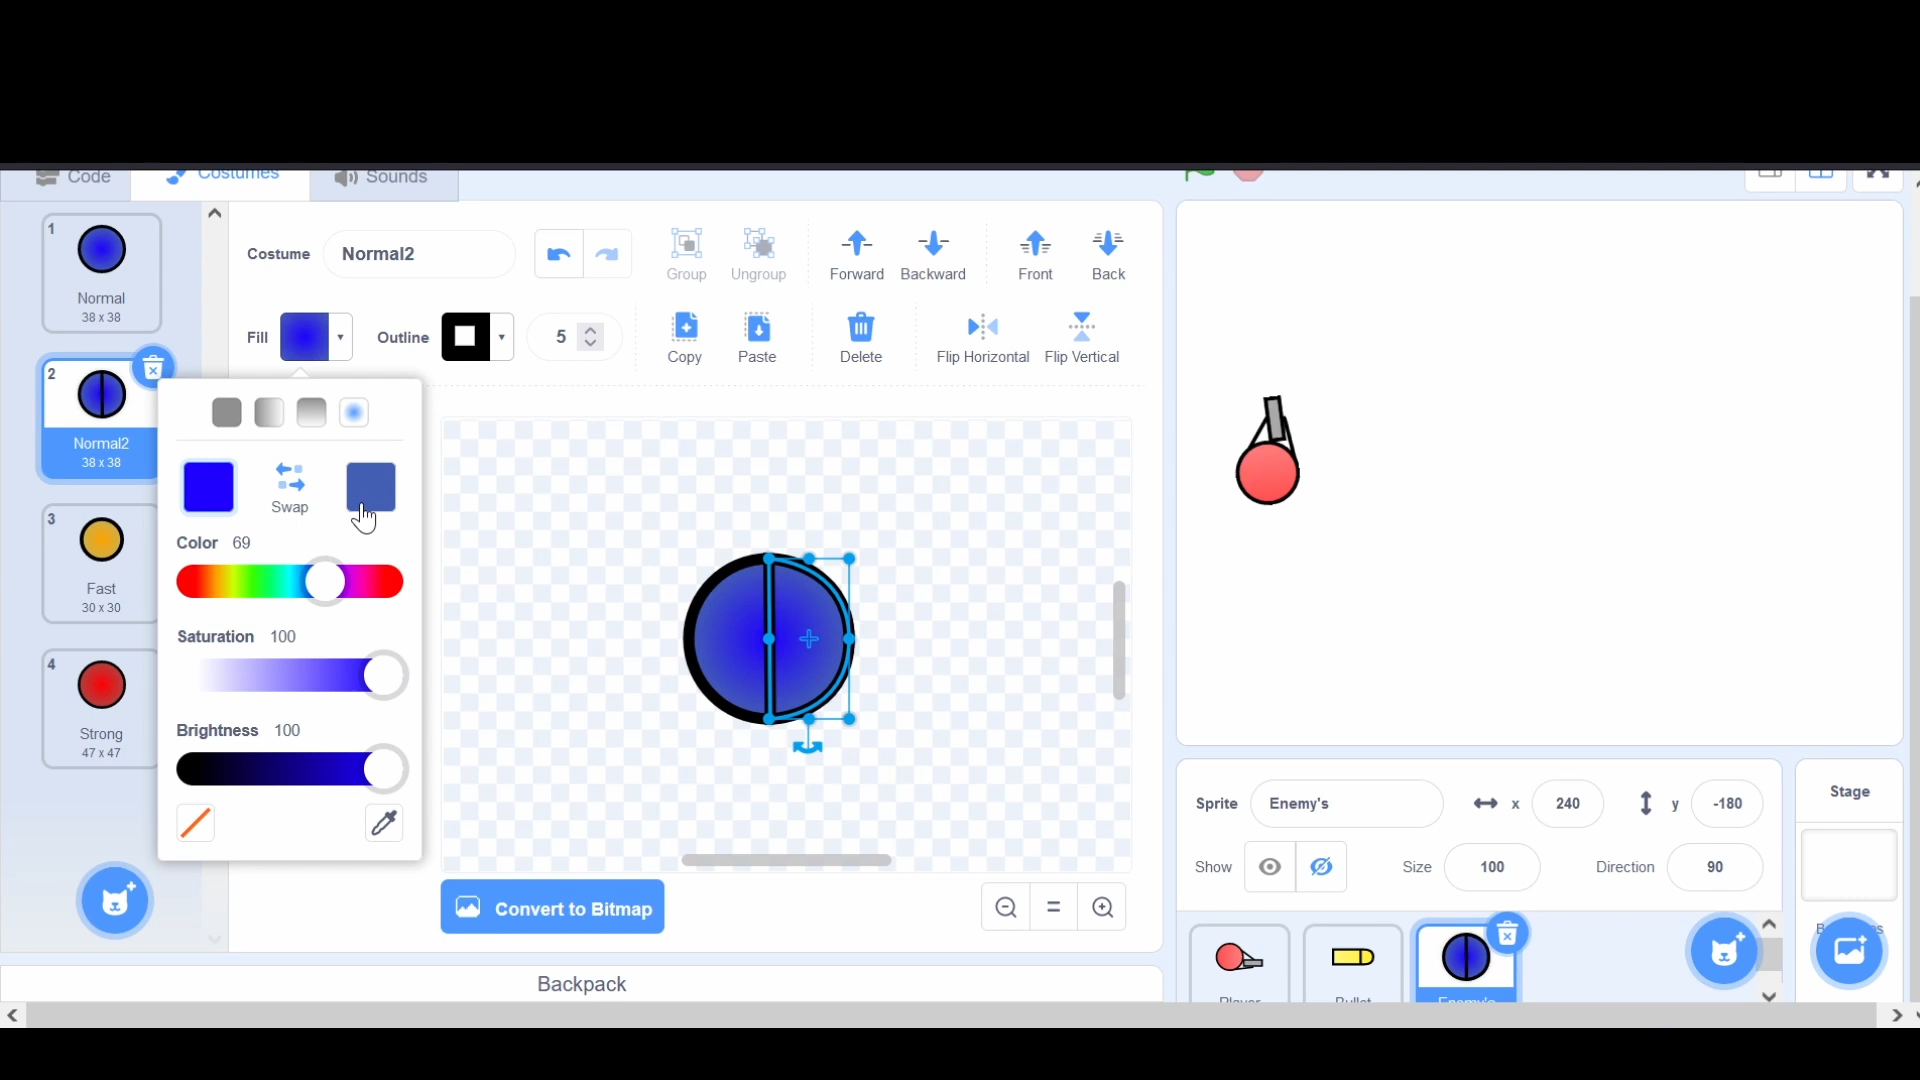 Code
Costumes
Sounds
1
Normal
38 x 38
2
Normal2
38 x 38
3
Fast
30 x 30
4
Strong
47 x 47
Costume
Normal2
Group
Ungroup
Forward
Backward
Front
Back
Fill
Outline
5
Copy
Paste
Delete
Flip Horizontal
Flip Vertical
Swap
Color 69
Saturation 100
Brightness 100
Convert to Bitmap
Backpack
Sprite
Enemy's
x
240
y
-180
Show
Size
100
Direction
90
Stage
Player
Bullet
Enemy's